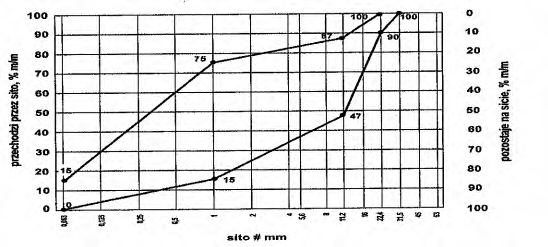 100 100 100 0
90 87 90 10
80 75 20
70 30
60 40
50 47 50
40 60
30 70
20 15 80
10 15 90
0 0 100
przechodzi przez sito, % m/m
pozostaje na sicie, % m/m
0,063 0,125 0,25 0,5 1 2 4 5,6 8 11,2 16 22,4 31,5 45 63
sito # mm